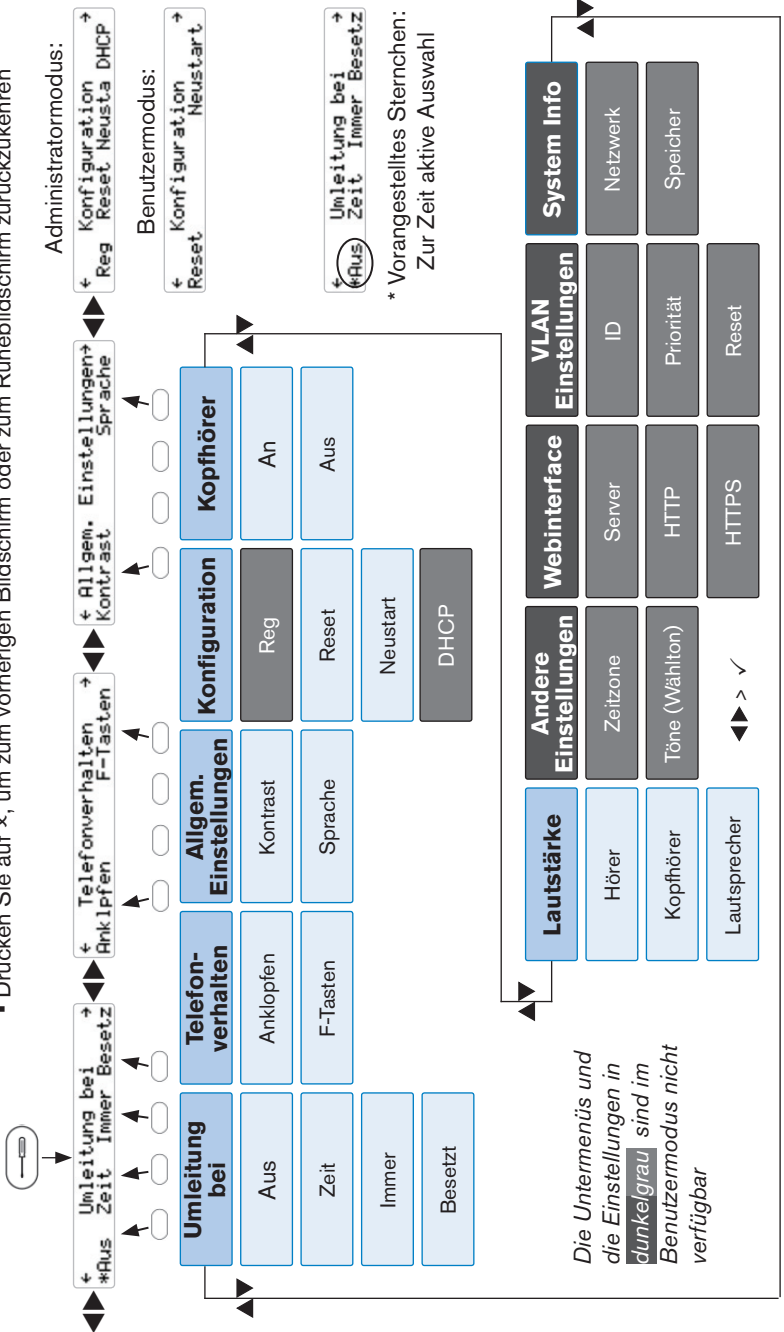 ▪ Drücken Sie auf ×, um zum vorherigen Bildschirm oder zum Ruhebildschirm zurückzukehren
← Umleitung bei →
*Aus Zeit Immer Besetz
← Telefonverhalten →
Anklpfen F-Tasten
← Allgem. Einstellungen→
Kontrast Sprache
Administratormodus:
← Konfiguration →
Reg Reset Neusta DHCP
Benutzermodus:
← Konfiguration →
Reset Neustart
← Umleitung bei →
*Aus Zeit Immer Besetz
* Vorangestelltes Sternchen:
Zur Zeit aktive Auswahl
Umleitung
bei
Aus
Zeit
Immer
Besetzt
Telefon-
verhalten
Anklopfen
F-Tasten
Allgem.
Einstellungen
Kontrast
Sprache
Konfiguration
Reg
Reset
Neustart
DHCP
Kopfhörer
An
Aus
Lautstärke
Hörer
Kopfhörer
Lautsprecher
Andere
Einstellungen
Zeitzone
Töne (Wählton)
◀▶ > ✓
Webinterface
Server
HTTP
HTTPS
VLAN
Einstellungen
ID
Priorität
Reset
System Info
Netzwerk
Speicher
Die Untermenüs und
die Einstellungen in
dunkelgrau sind im
Benutzermodus nicht
verfügbar